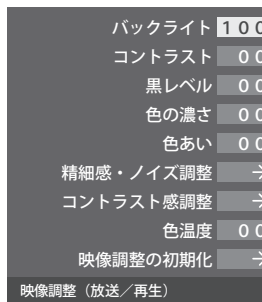 バックライト 100
コントラスト 00
黒レベル 00
色の濃さ 00
色あい 00
精細感・ノイズ調整 →
コントラスト感調整 →
色温度 00
映像調整の初期化 →
映像調整（放送／再生）